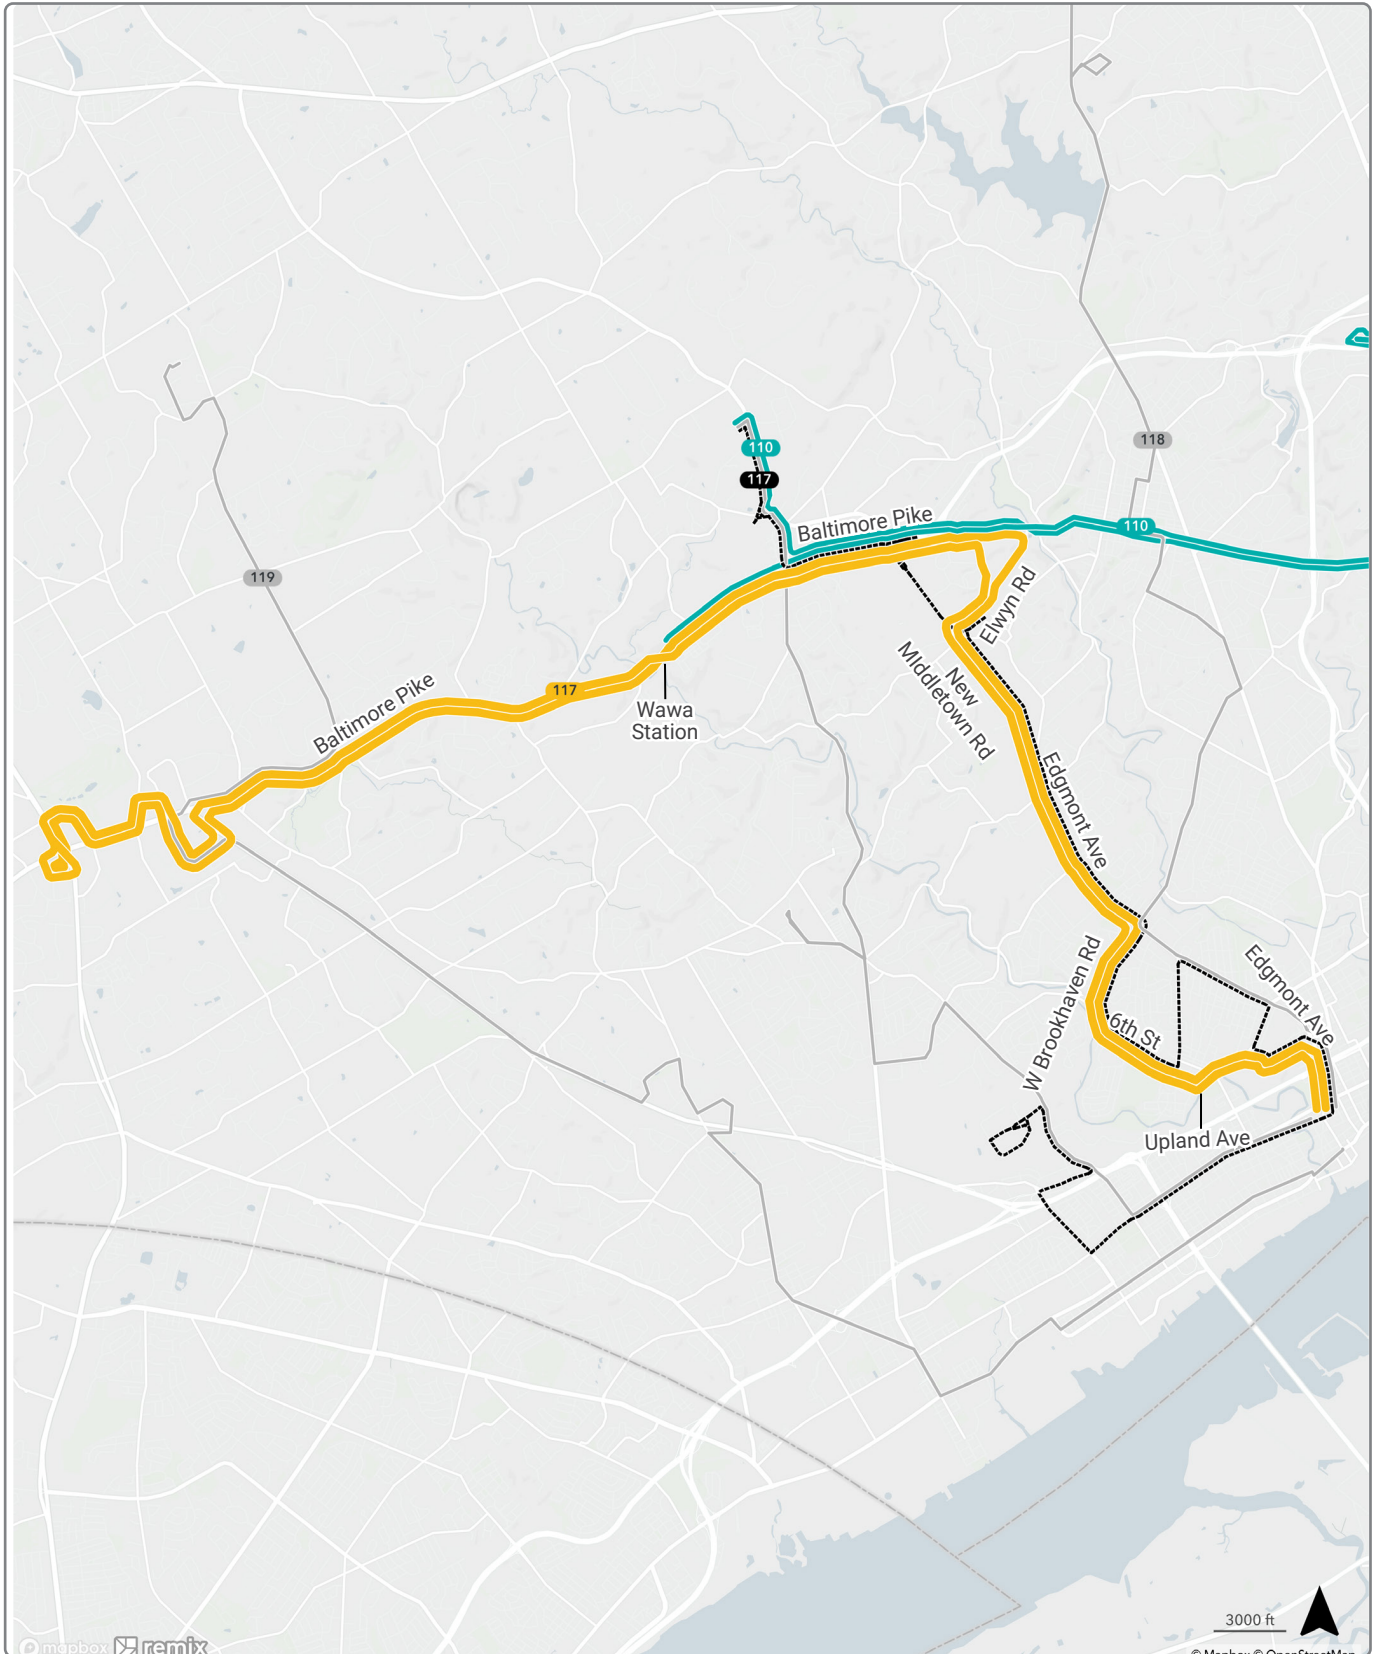 118
110
117
Baltimore Pike
110
119
Elwyn Rd
New
MIddletown Rd
Baltimore Pike
117
Wawa
Station
Edgmont Ave
W Brookhaven Rd
Edgmont Ave
6th St
Upland Ave
3000 ft
mapbox
remix
© Mapbox © OpenStreetMap